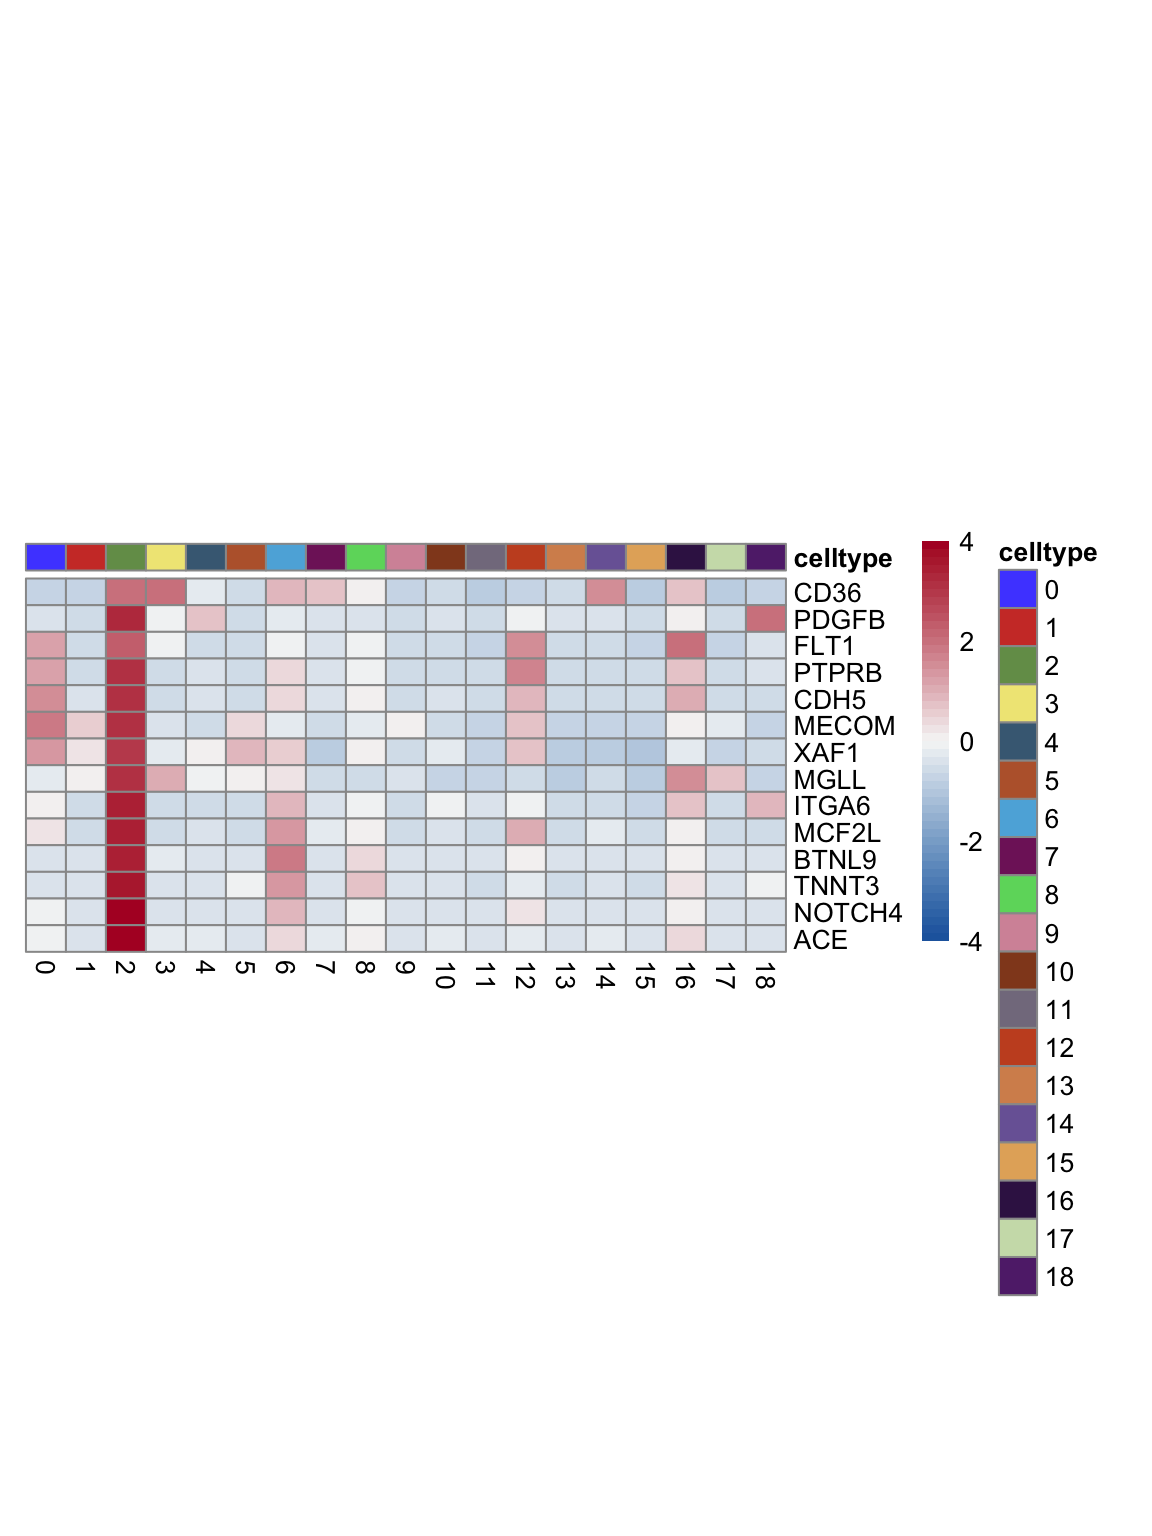 celltype
CD36
PDGFB
FLT1
PTPRB
CDH5
MECOM
XAF1
MGLL
ITGA6
MCF2L
BTNL9
TNNT3
NOTCH4
ACE
0 1 2 3 4 5 6 7 8 9 10 11 12 13 14 15 16 17 18
4
2
0
-2
-4
celltype
0
1
2
3
4
5
6
7
8
9
10
11
12
13
14
15
16
17
18